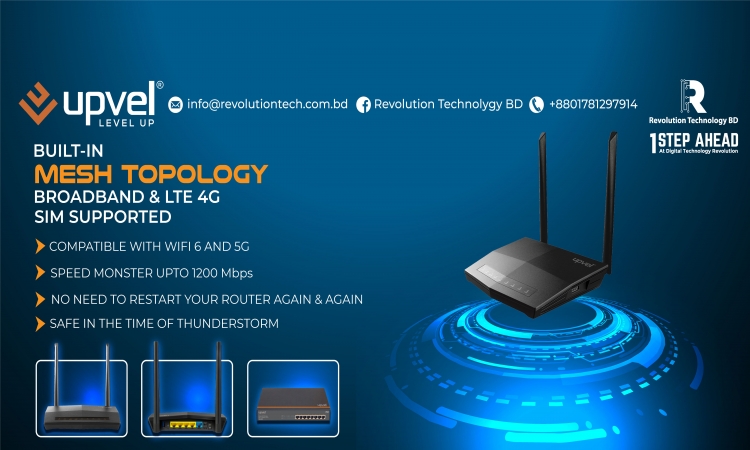 upvel®
LEVEL UP
info@revolutiontech.com.bd
Revolution Technolygy BD
+8801781297914
R
Revolution Technology BD
1STEP AHEAD
At Digital Technology Revolution
BUILT-IN
MESH TOPOLOGY
BROADBAND & LTE 4G
SIM SUPPORTED
COMPATIBLE WITH WIFI 6 AND 5G
SPEED MONSTER UPTO 1200 Mbps
NO NEED TO RESTART YOUR ROUTER AGAIN & AGAIN
SAFE IN THE TIME OF THUNDERSTORM
upvel